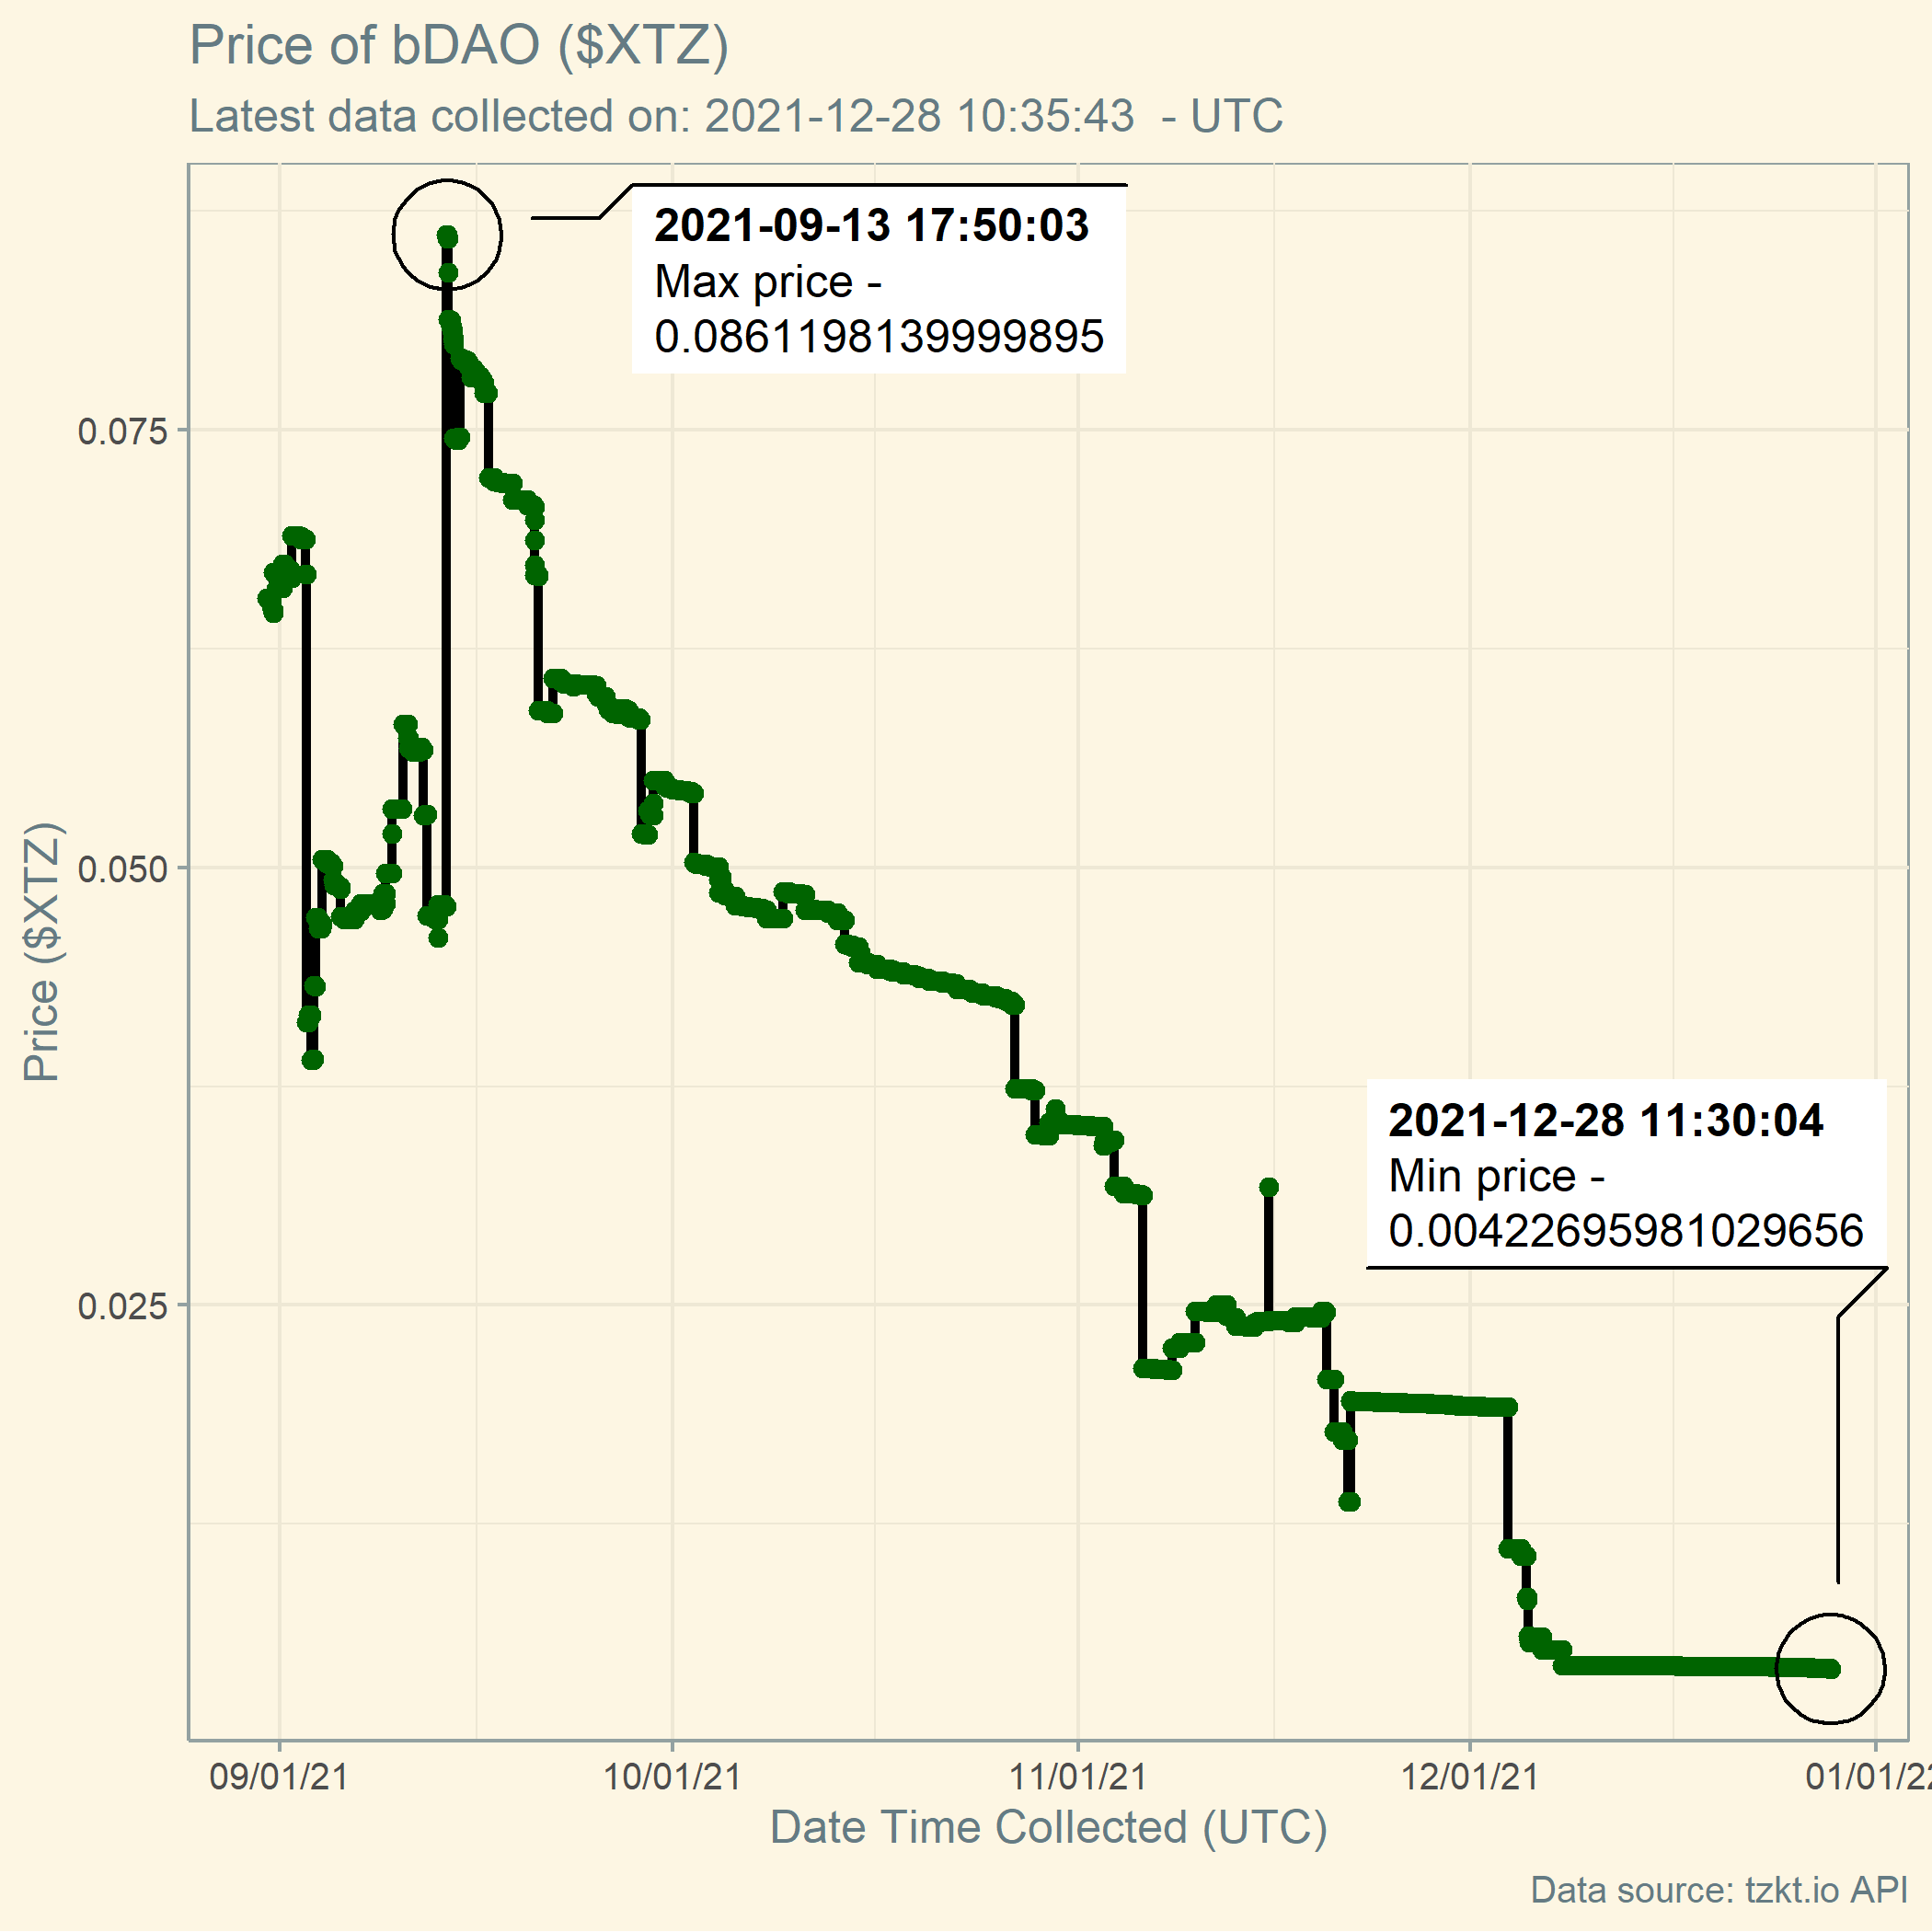 Price of bDAO ($XTZ)
Latest data collected on: 2021-12-28 10:35:43 - UTC
2021-09-13 17:50:03
Max price -
0.0861198139999895
0.075
0.050
0.025
Price ($XTZ)
2021-12-28 11:30:04
Min price -
0.00422695981029656
09/01/21
10/01/21
11/01/21
12/01/21
01/01/22
Date Time Collected (UTC)
Data source: tzkt.io API